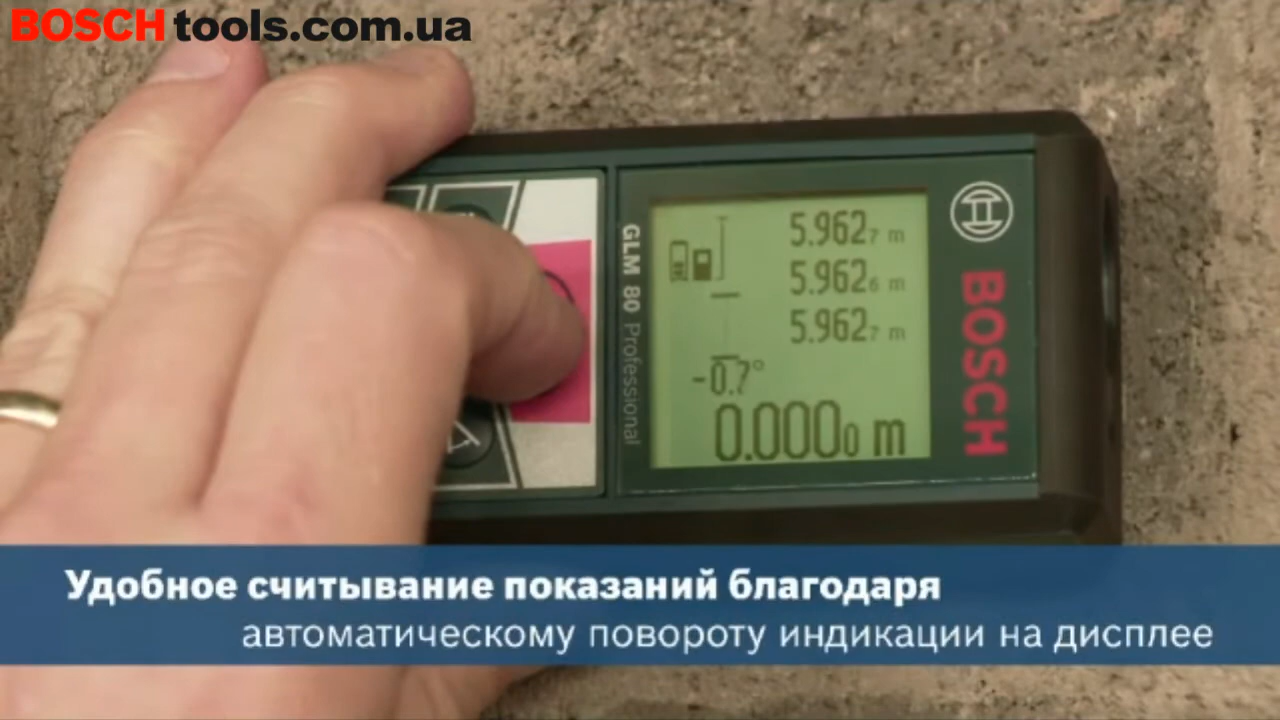 BOSCHtools.com.ua
GLM 80 Professional
5.9627 m
5.9626 m
5.9627 m
-0.7°
0.0000 m
BOSCH
Удобное считывание показаний благодаря
автоматическому повороту индикации на дисплее